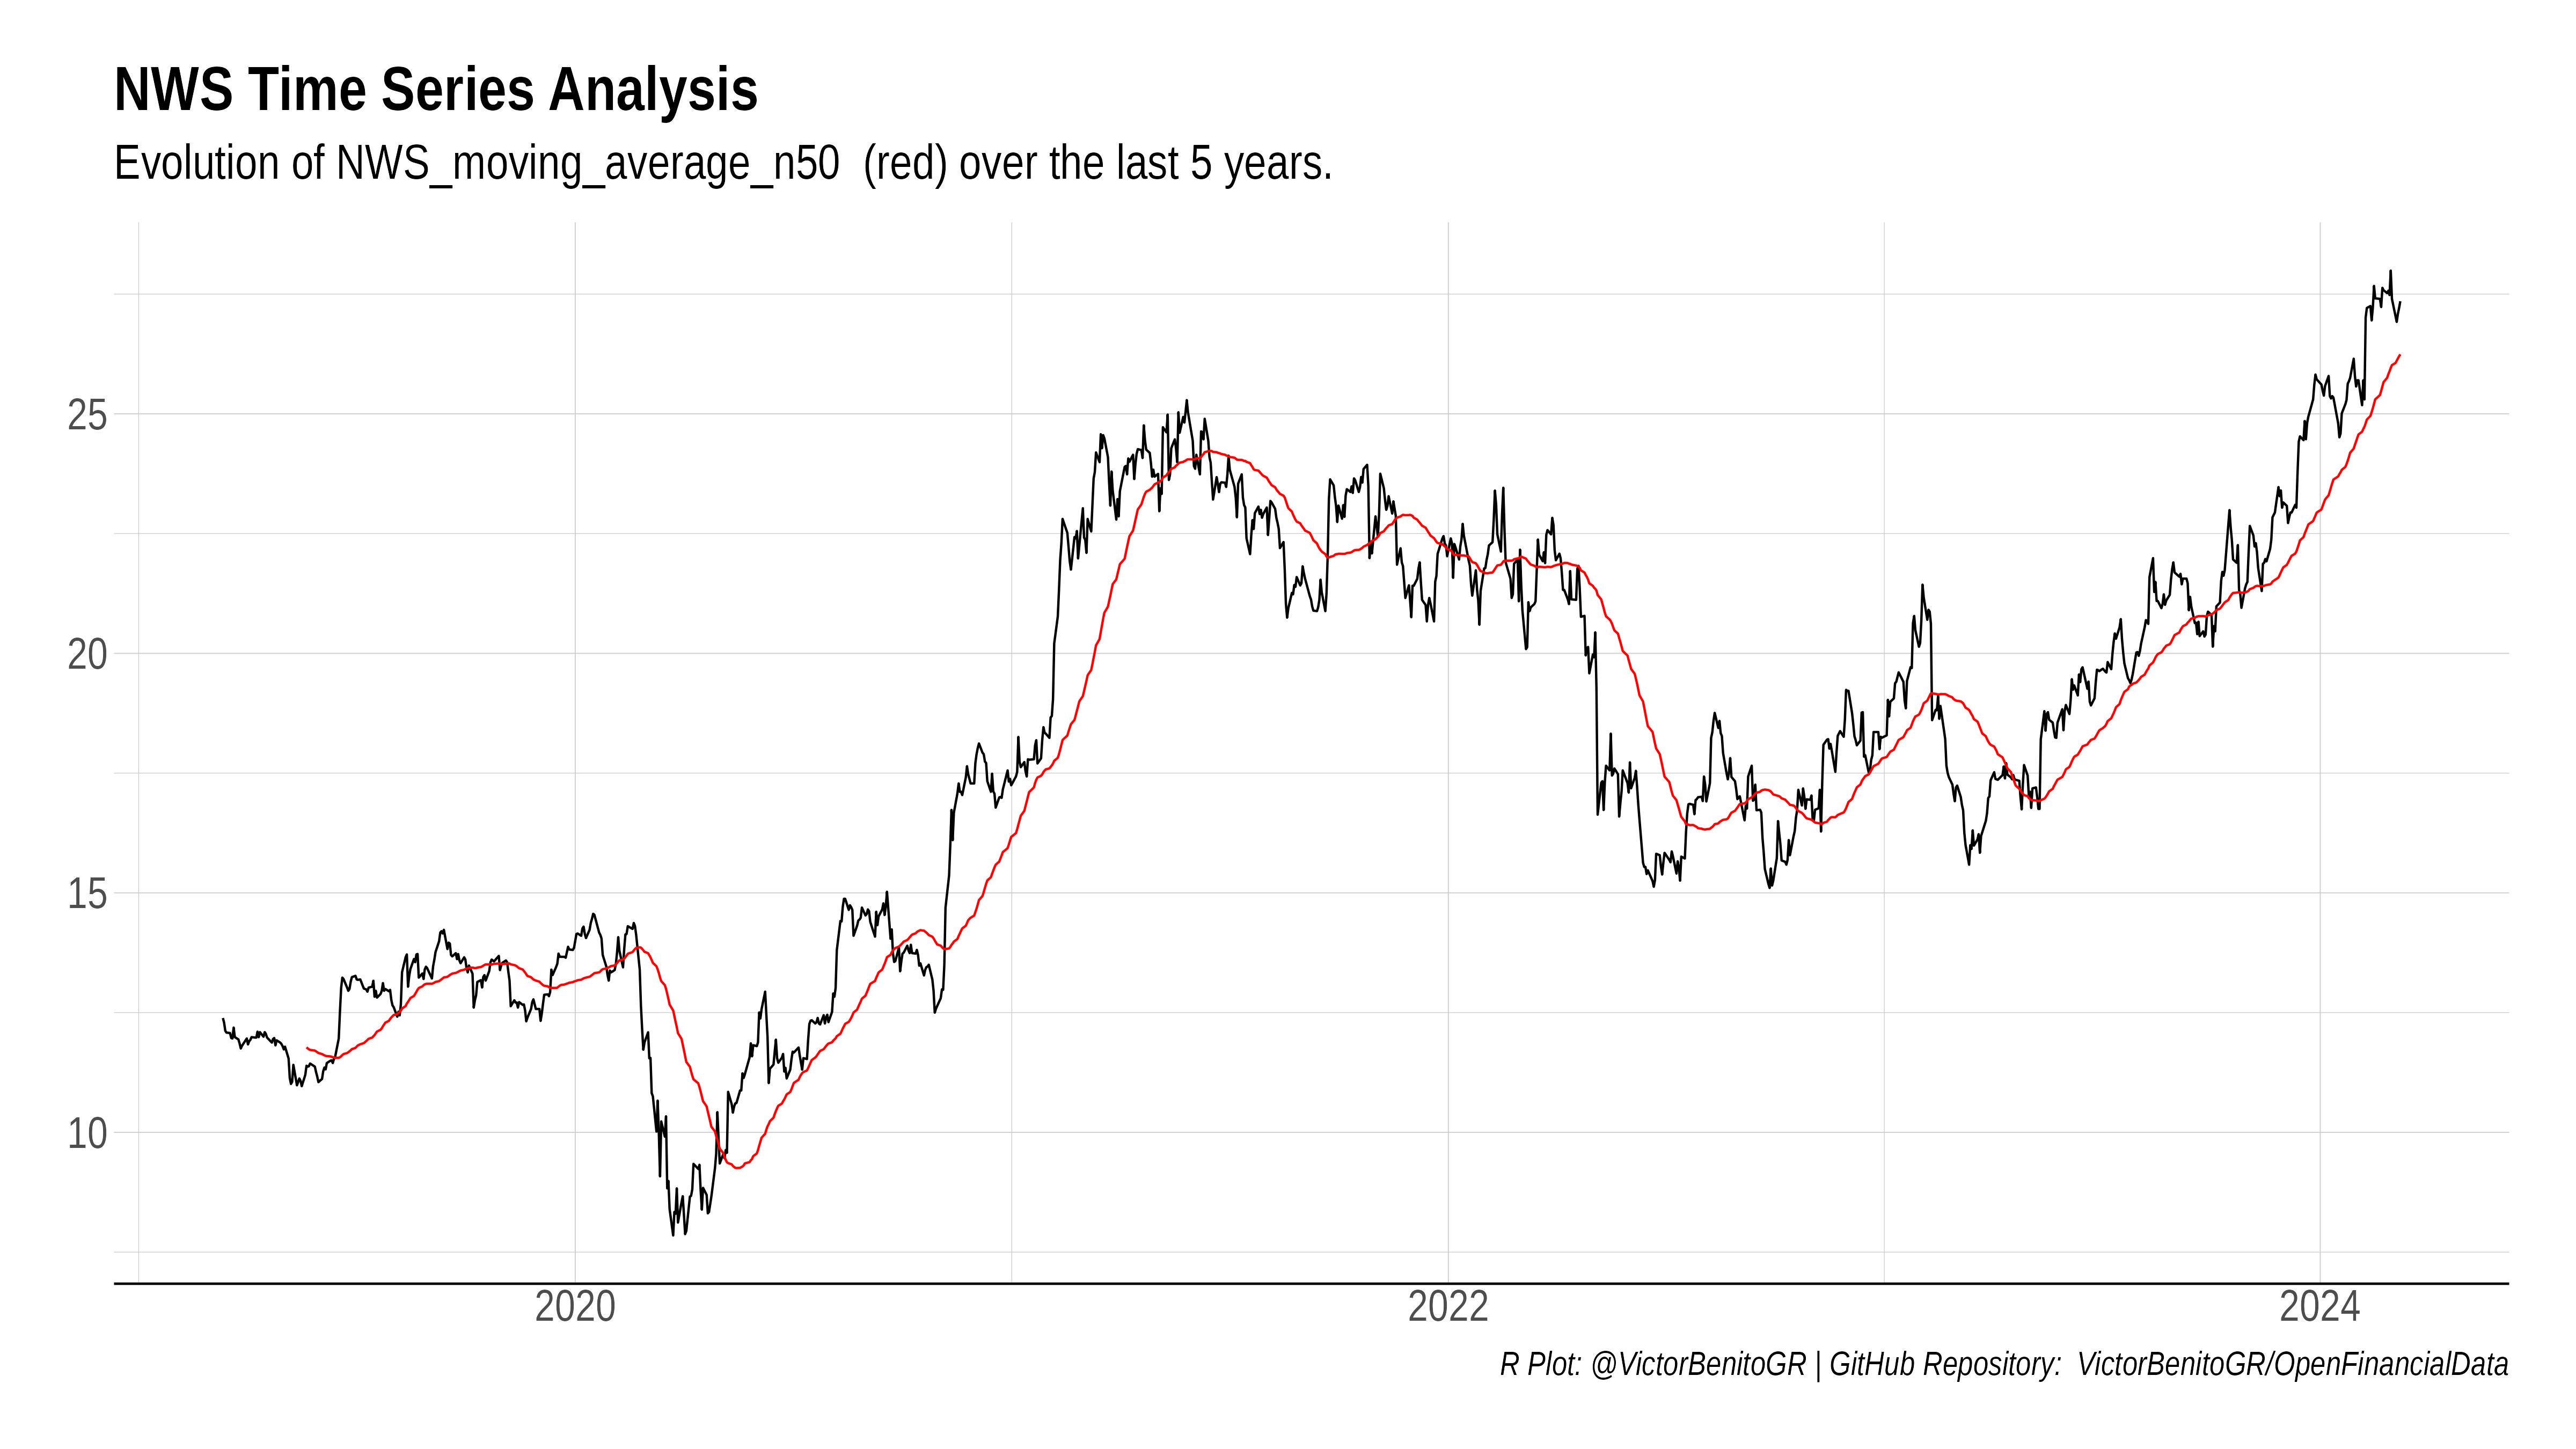 NWS Time Series Analysis
Evolution of NWS_moving_average_n50  (red) over the last 5 years.
25
20
15
10
2020 2022 2024
R Plot: @VictorBenitoGR | GitHub Repository:  VictorBenitoGR/OpenFinancialData